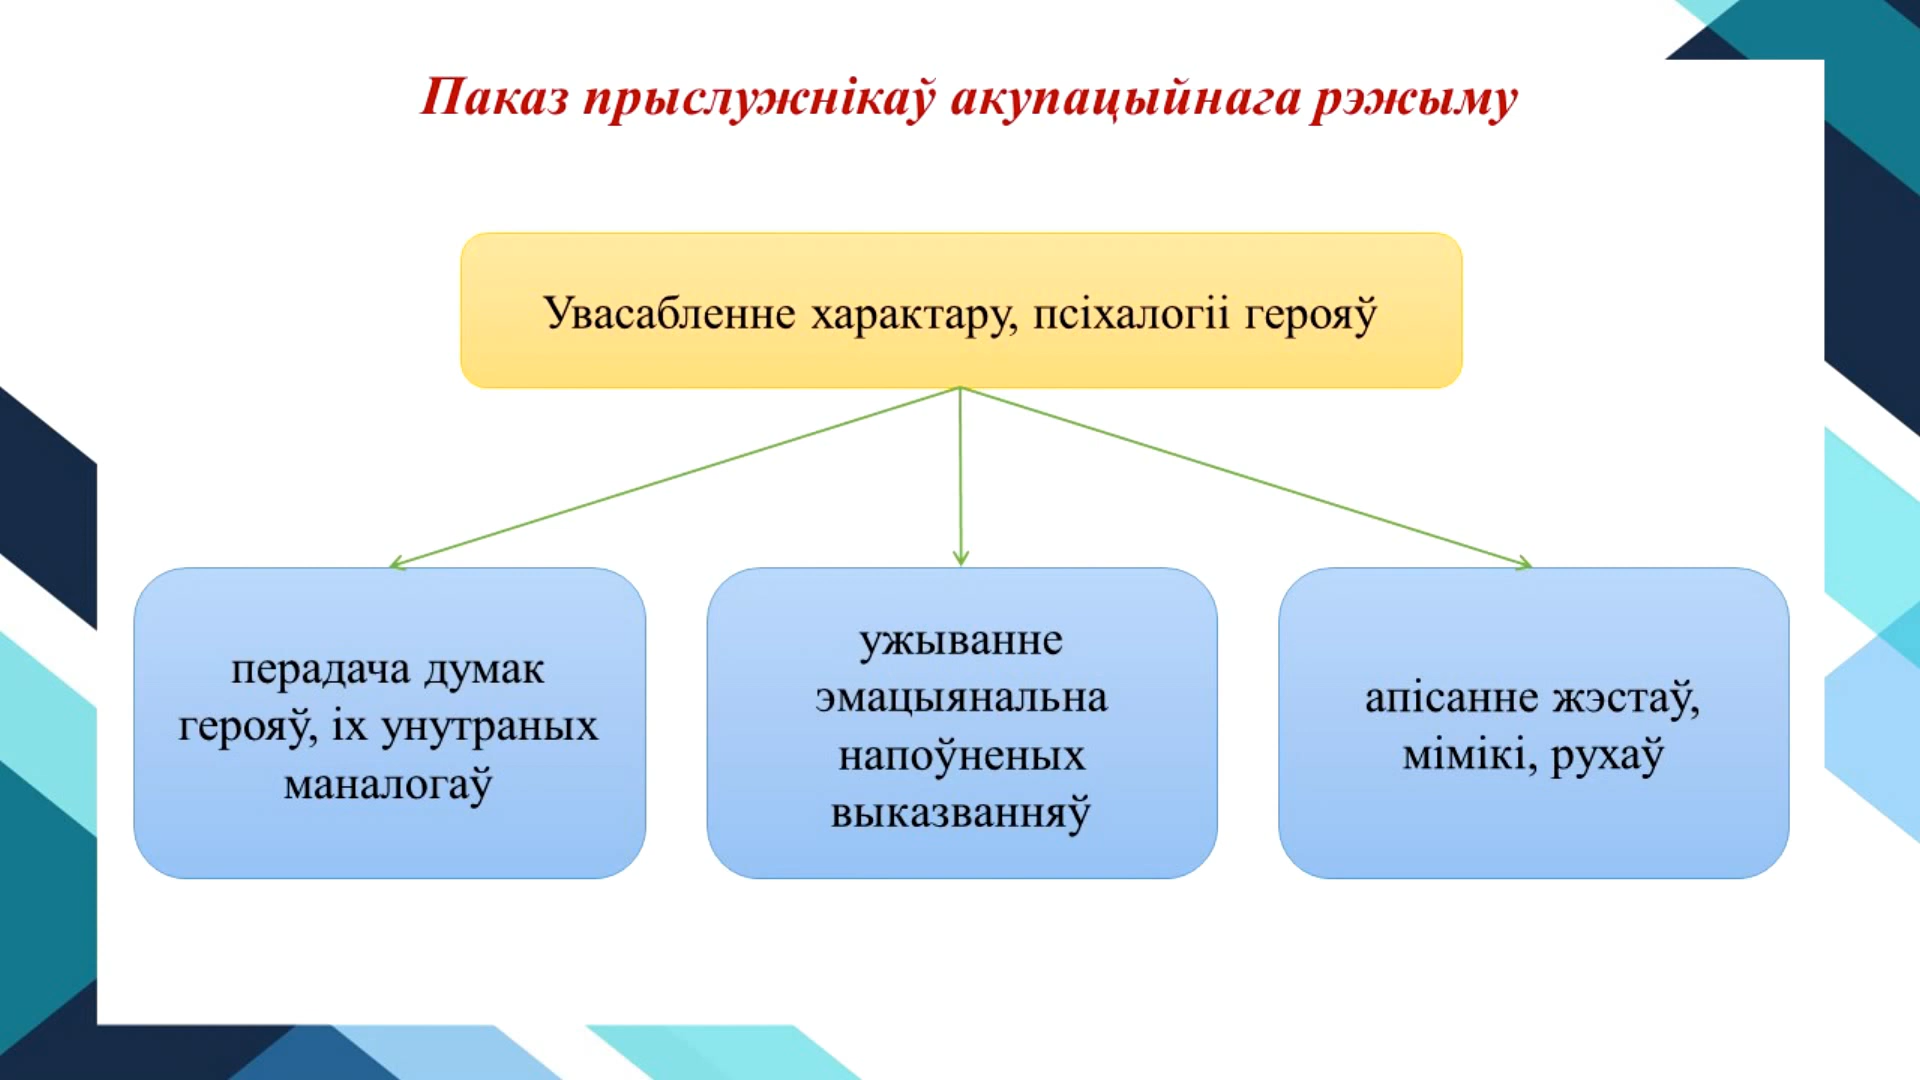 Паказ прыслужнікаў акупацыйнага рэжыму
Увасабленне характару, псіхалогіі герояў
перадача думак
герояў, іх унутраных
маналогаў
ужыванне
эмацыянальна
напоўненых
выказванняў
апісанне жэстаў,
мімікі, рухаў